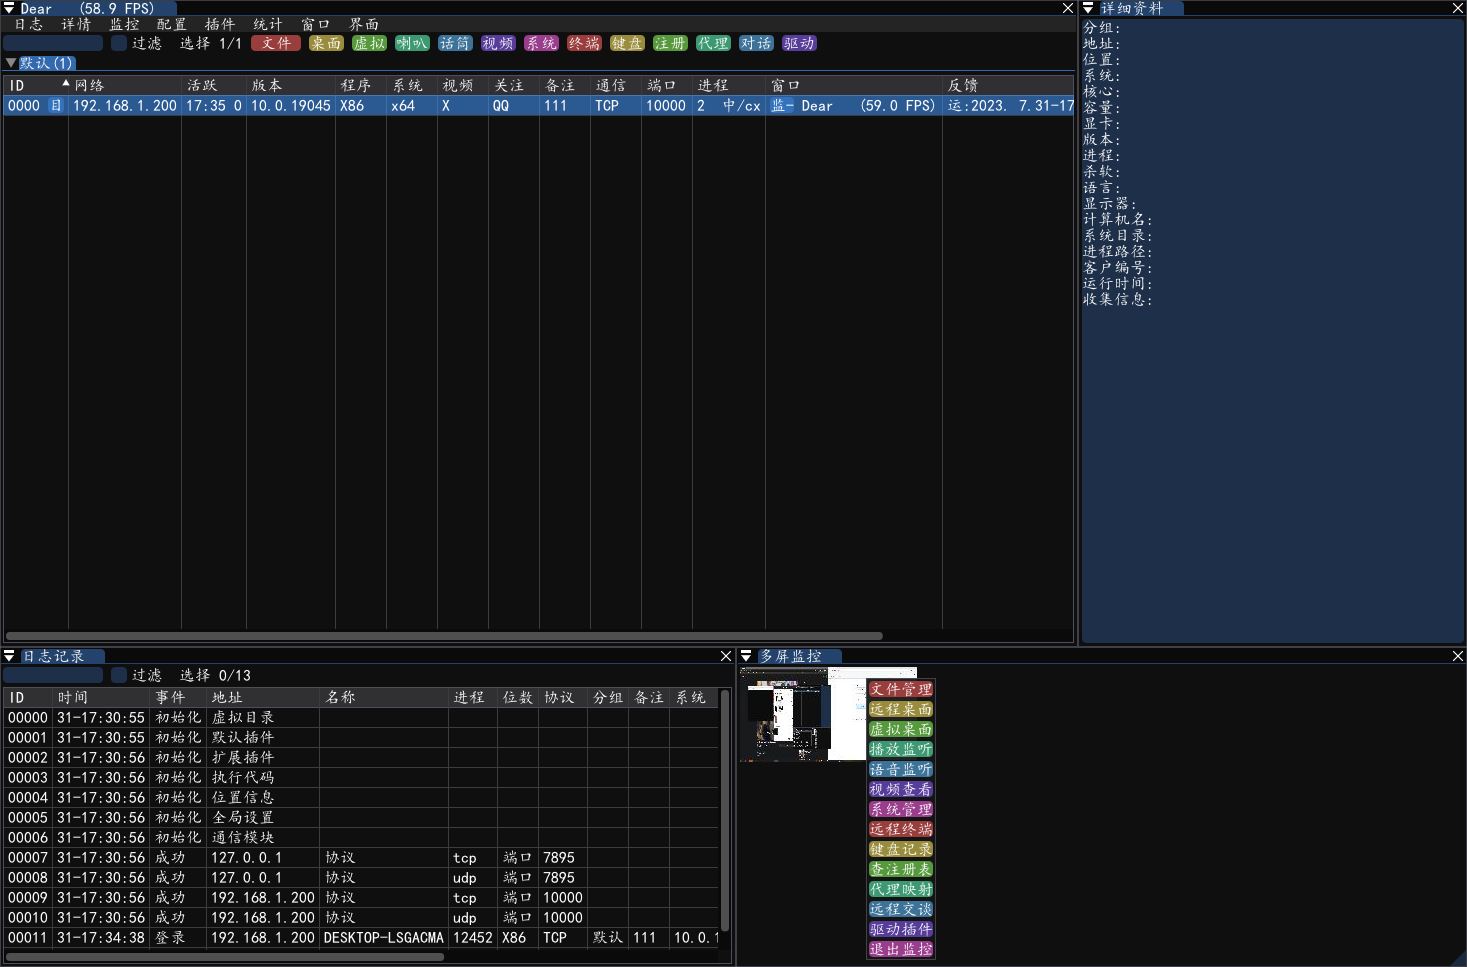 Dear (58.9 FPS)
日志 详情 监控 配置 插件 统计 窗口 界面
过滤 选择 1/1 文件 桌面 虚拟 喇叭 话筒 视频 系统 终端 键盘 注册 代理 对话 驱动
默认(1)
ID 网络 活跃 版本 程序 系统 视频 关注 备注 通信 端口 进程 窗口 反馈
0000 目 192.168.1.200 17:35 0 10.0.19045 X86 x64 X QQ 111 TCP 10000 2 中/cx 监- Dear (59.0 FPS) 运:2023. 7.31-17
详细资料
分组:
地址:
位置:
系统:
核心:
容量:
显卡:
版本:
进程:
杀软:
语言:
显示器:
计算机名:
系统目录:
进程路径:
客户编号:
运行时间:
收集信息:
日志记录
过滤 选择 0/13
ID 时间 事件 地址 名称 进程 位数 协议 分组 备注 系统
00000 31-17:30:55 初始化 虚拟目录
00001 31-17:30:55 初始化 默认插件
00002 31-17:30:56 初始化 扩展插件
00003 31-17:30:56 初始化 执行代码
00004 31-17:30:56 初始化 位置信息
00005 31-17:30:56 初始化 全局设置
00006 31-17:30:56 初始化 通信模块
00007 31-17:30:56 成功 127.0.0.1 协议 tcp 端口 7895
00008 31-17:30:56 成功 127.0.0.1 协议 udp 端口 7895
00009 31-17:30:56 成功 192.168.1.200 协议 tcp 端口 10000
00010 31-17:30:56 成功 192.168.1.200 协议 udp 端口 10000
00011 31-17:34:38 登录 192.168.1.200 DESKTOP-LSGACMA 12452 X86 TCP 默认 111 10.0.1
多屏监控
文件管理
远程桌面
虚拟桌面
播放监听
语音监听
视频查看
系统管理
远程终端
键盘记录
查注册表
代理映射
远程交谈
驱动插件
退出监控